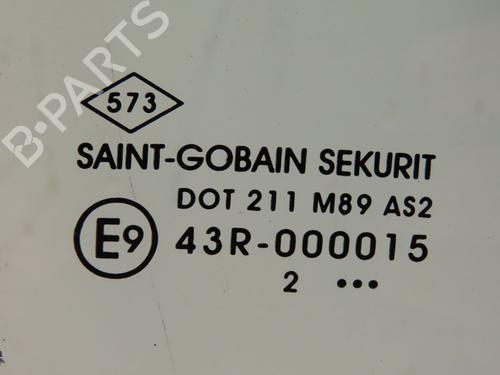 573
B-PARTS
SAINT-GOBAIN SEKURIT
DOT 211 M89 AS2
E9 43R-000015
2 •••